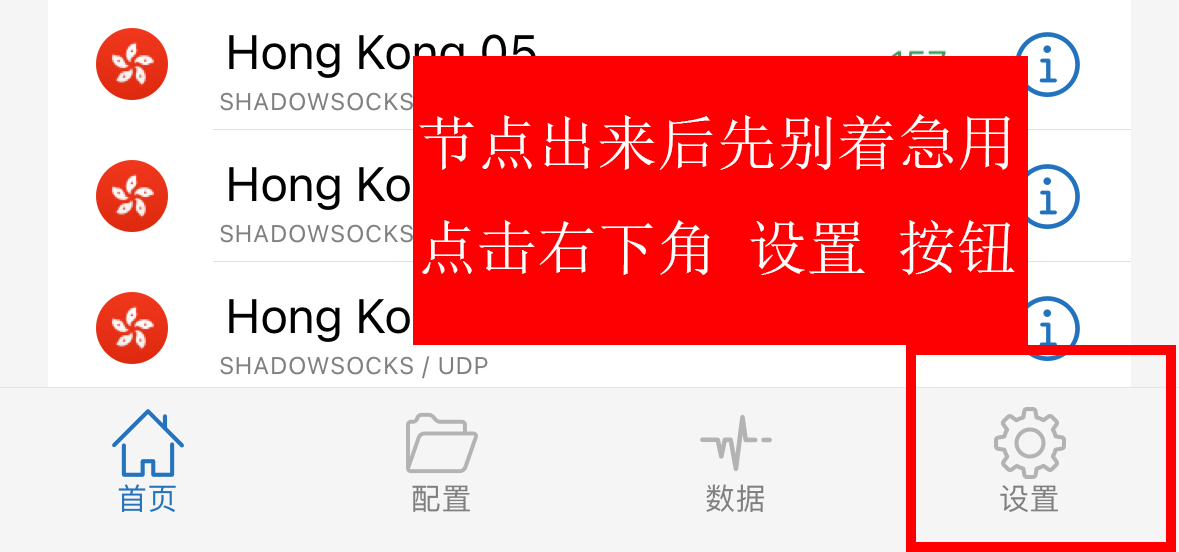 Hong Kong 05
SHADOWSOCKS
节点出来后先别着急用
Hong Ko
SHADOWSOCKS
点击右下角 设置 按钮
Hong Ko
SHADOWSOCKS / UDP
首页
配置
数据
设置